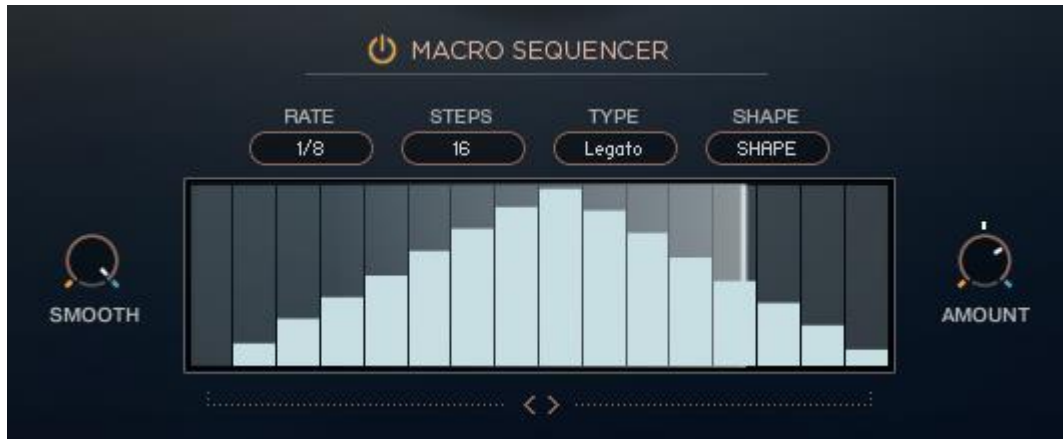 MACRO SEQUENCER
RATE STEPS TYPE SHAPE
1/8 16 Legato SHAPE
SMOOTH AMOUNT